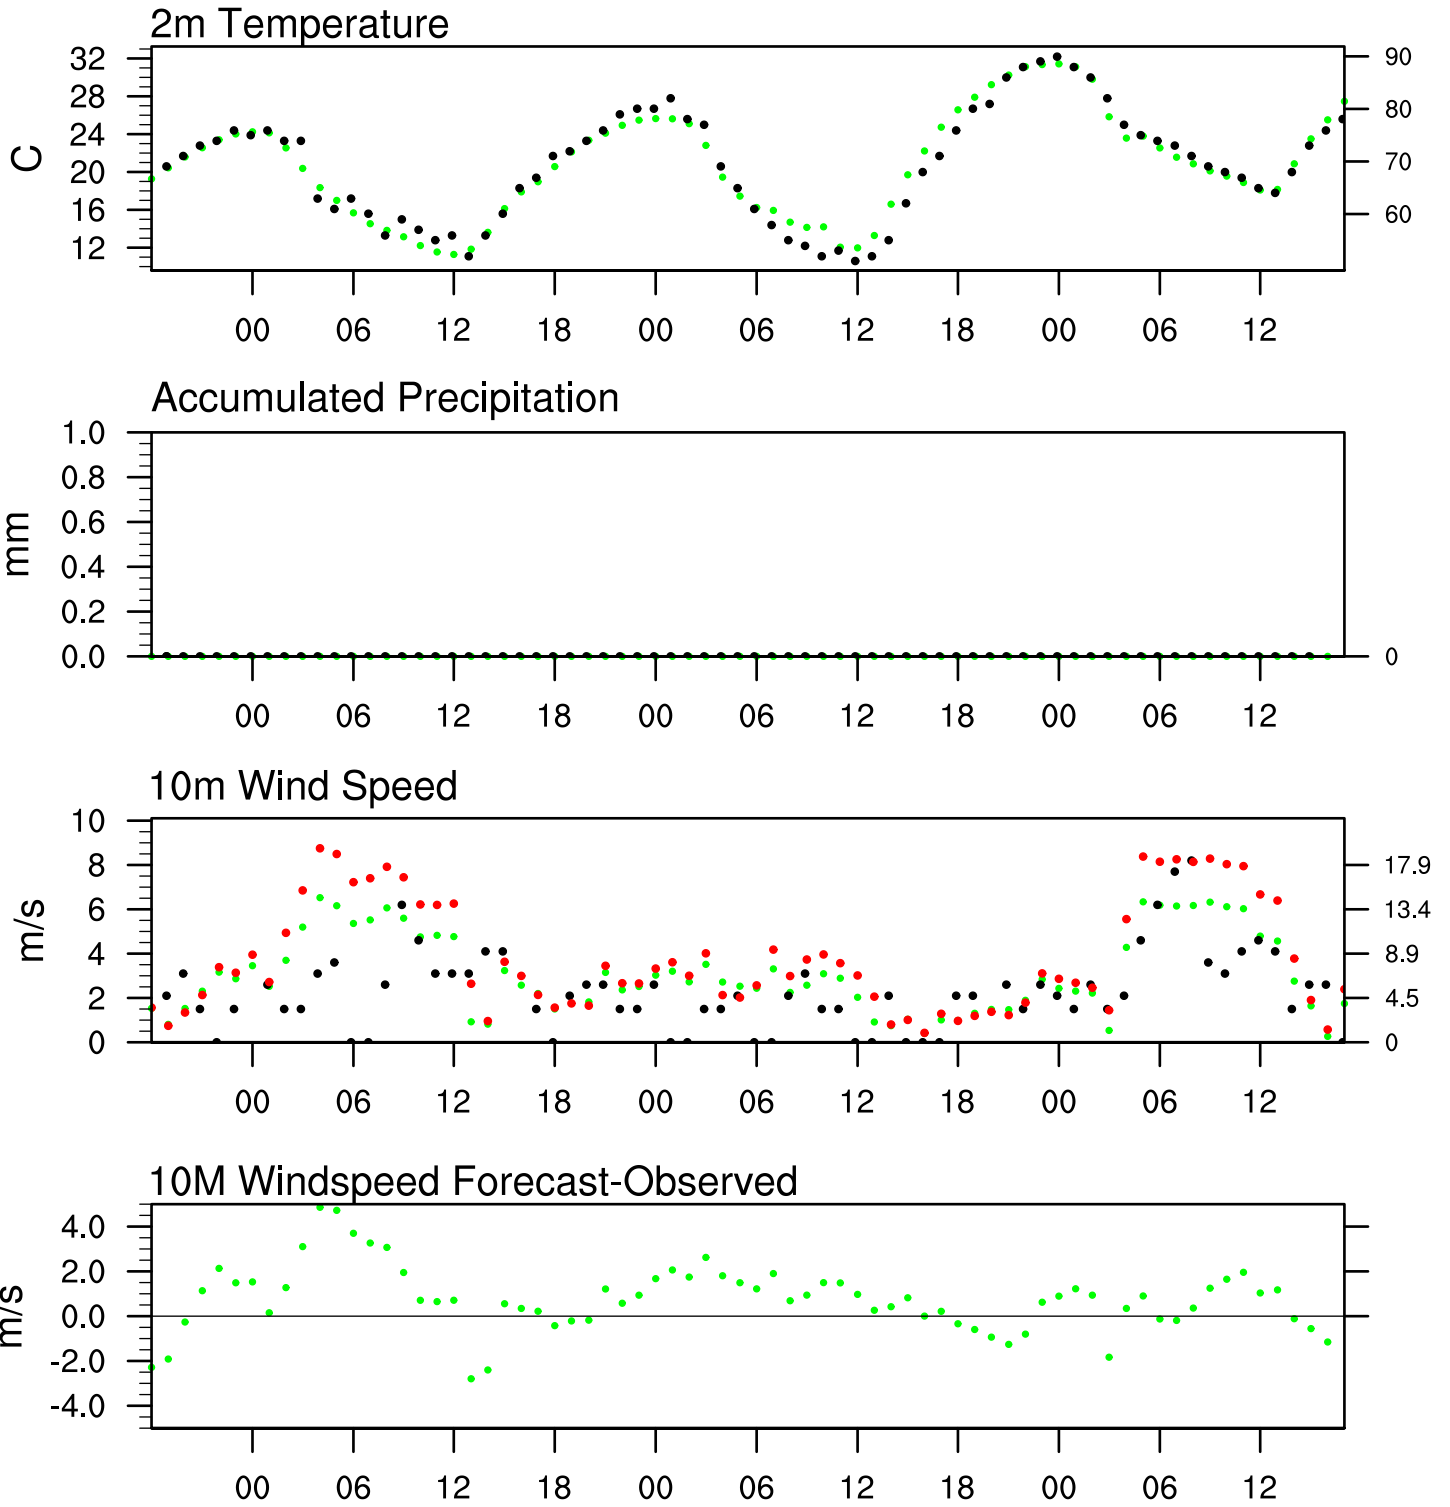 2m Temperature
32
28
24
20
16
12
C
90
80
70
60
00 06 12 18 00 06 12 18 00 06 12
Accumulated Precipitation
1.0
0.8
0.6
0.4
0.2
0.0
mm
0
00 06 12 18 00 06 12 18 00 06 12
10m Wind Speed
10
8
6
4
2
0
m/s
17.9
13.4
8.9
4.5
0
00 06 12 18 00 06 12 18 00 06 12
10M Windspeed Forecast-Observed
4.0
2.0
0.0
-2.0
-4.0
m/s
00 06 12 18 00 06 12 18 00 06 12